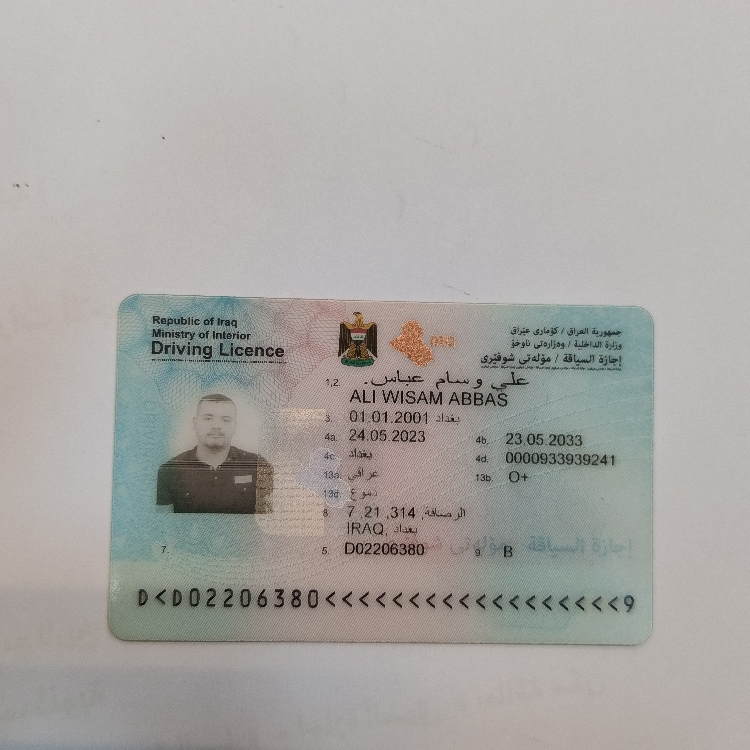 Republic of Iraq
Ministry of Interior
Driving Licence
جمهورية العراق / كۆماری عێراق
وزارة الداخلية / وەزارەتی ناوخۆ
إجازة السياقة / مۆڵەتی شوفێری
1,2. علي وسام عباس.
ALI WISAM ABBAS
3. 01.01.2001 بغداد
4a. 24.05.2023 4b. 23.05.2033
4c. بغداد 4d. 0000933939241
13a. عراقي 13b. O+
13d. دموع
8. الرصافة, 314, 21, 7
بغداد, IRAQ
7. 5. D02206380 9. B
إجازة السياقة مۆڵەتی
D<D02206380<<<<<<<<<<<<<<<<<<9